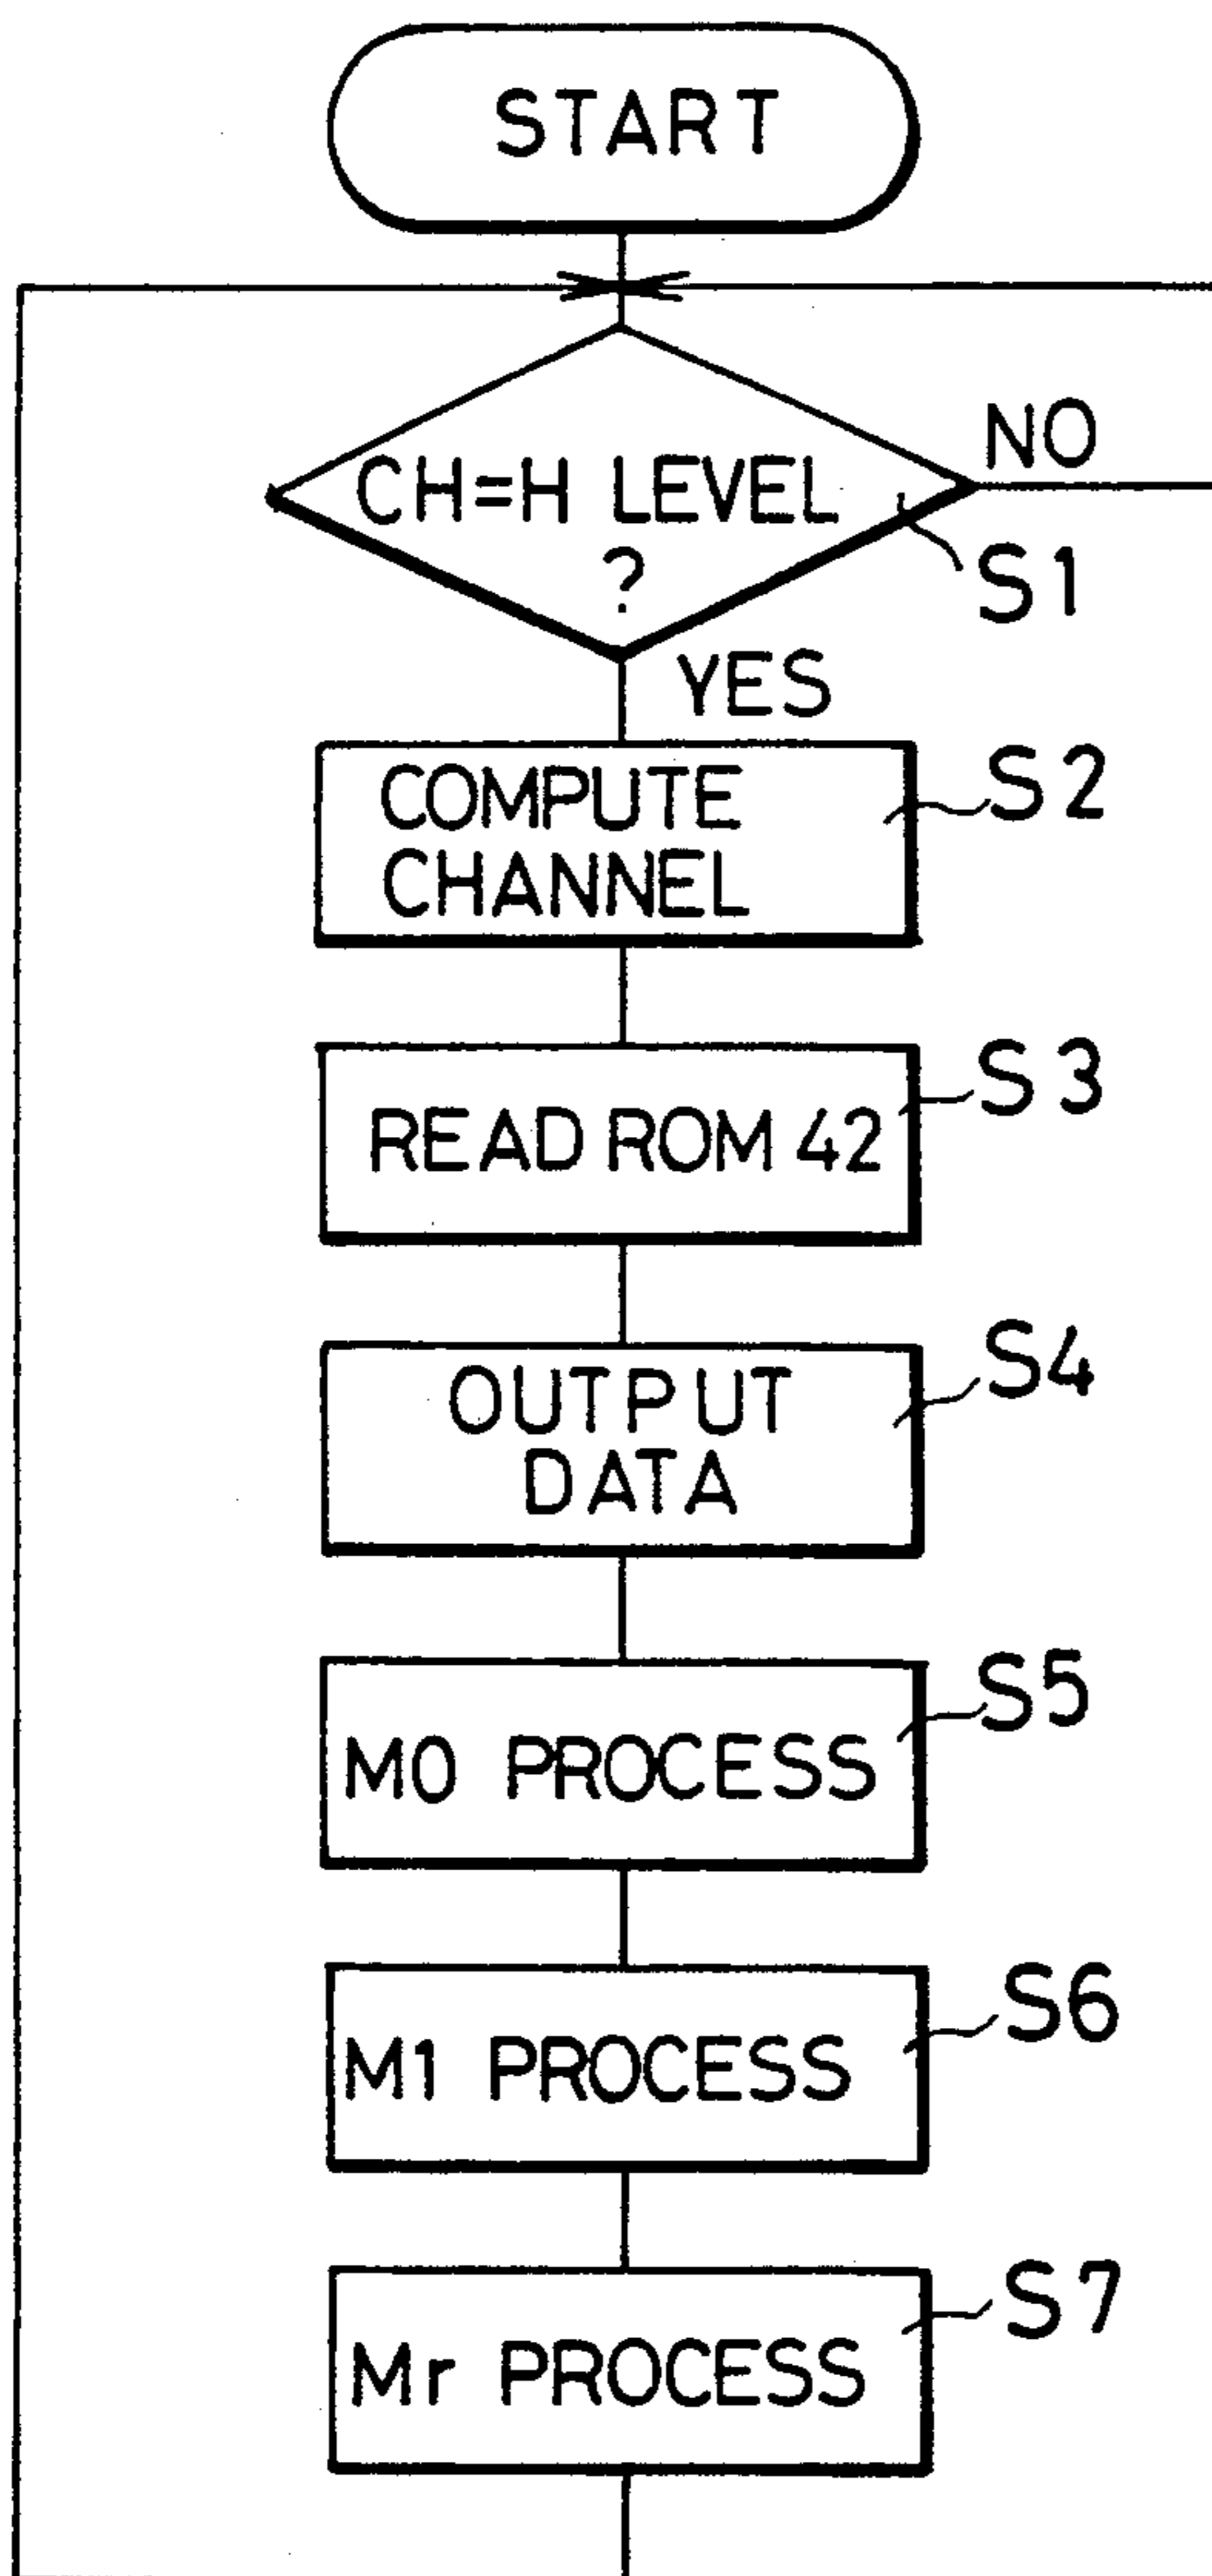 START
CH=H LEVEL
?
NO
S1
YES
COMPUTE
CHANNEL
S2
READ ROM 42
S3
OUTPUT
DATA
S4
M0 PROCESS
S5
M1 PROCESS
S6
Mr PROCESS
S7